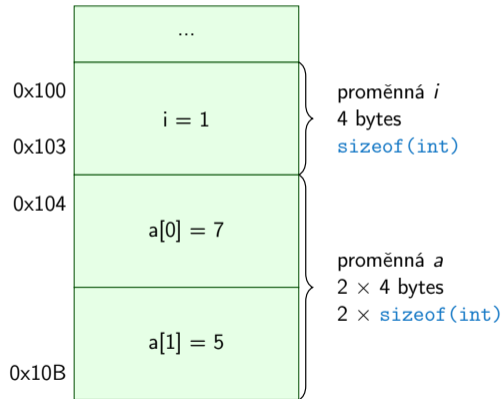 ...
0x100
i = 1
0x103
proměnná i
4 bytes
sizeof(int)
0x104
a[0] = 7
proměnná a
2 × 4 bytes
2 × sizeof(int)
a[1] = 5
0x10B